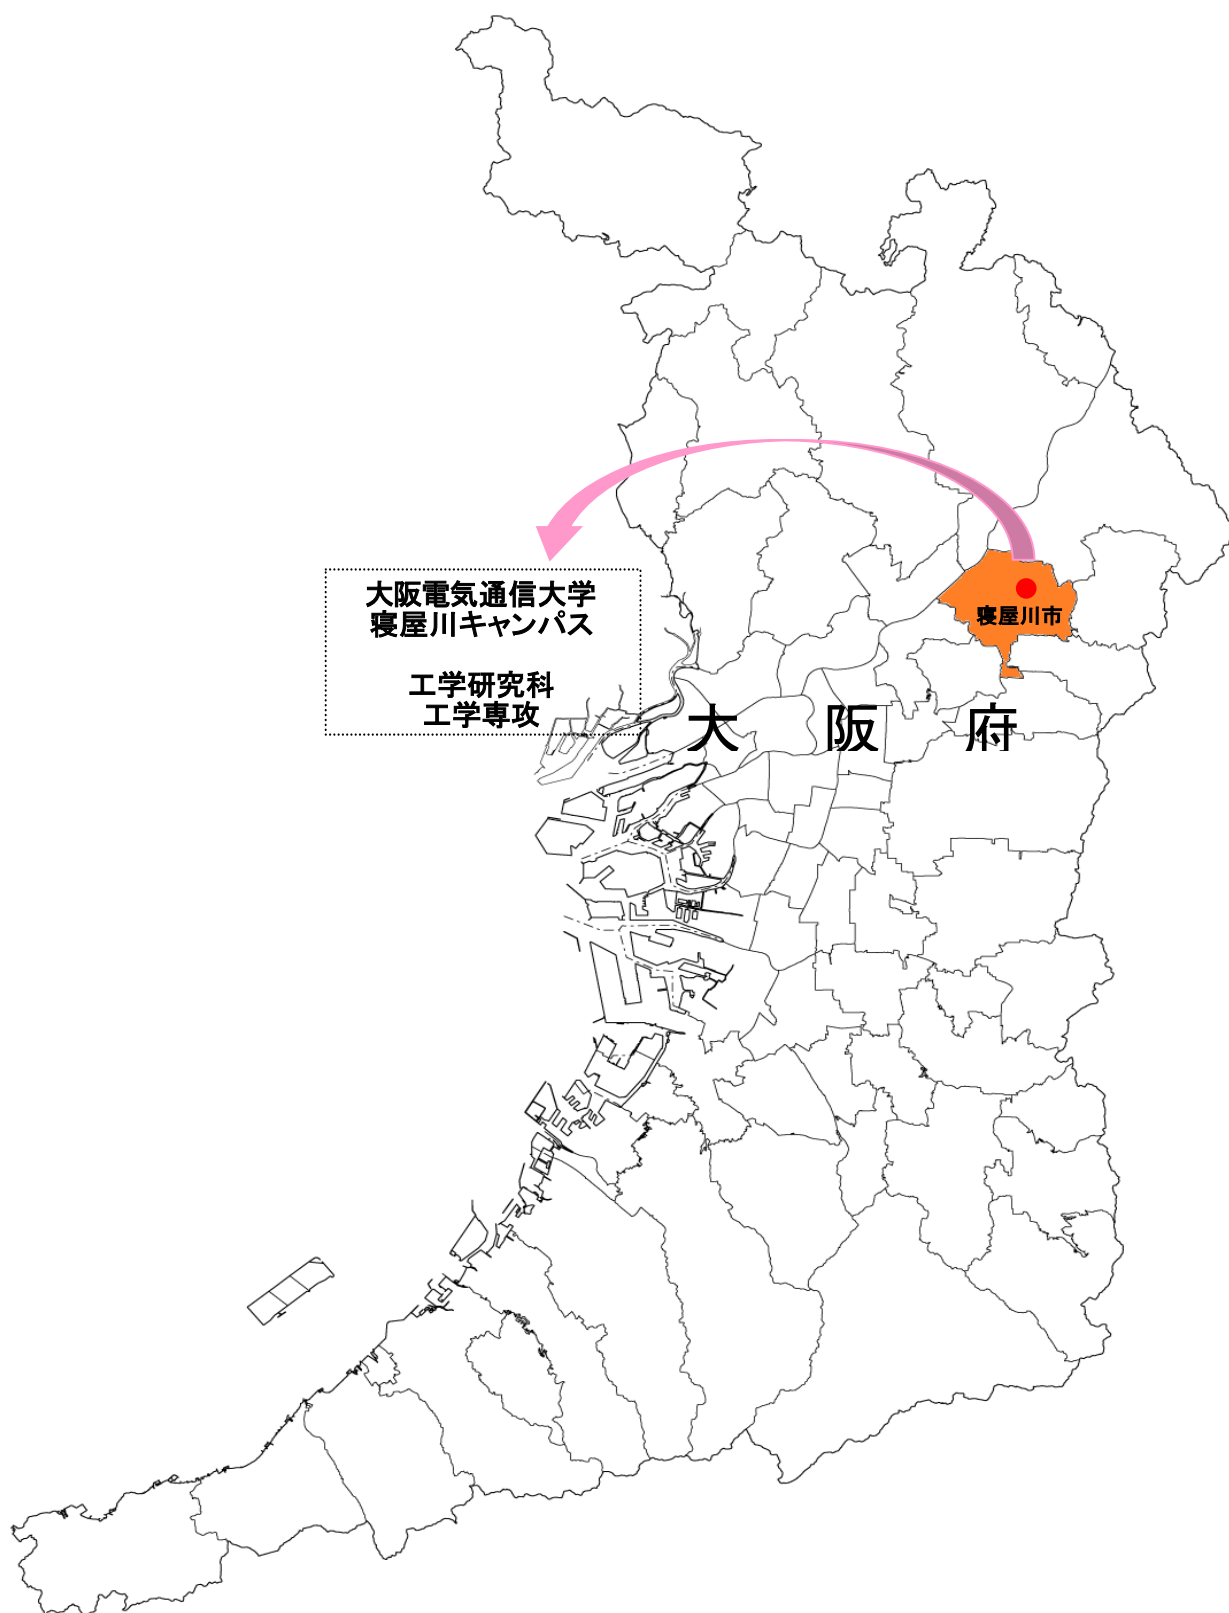 大阪電気通信大学
寝屋川キャンパス
工学研究科
工学専攻
寝屋川市
大阪府